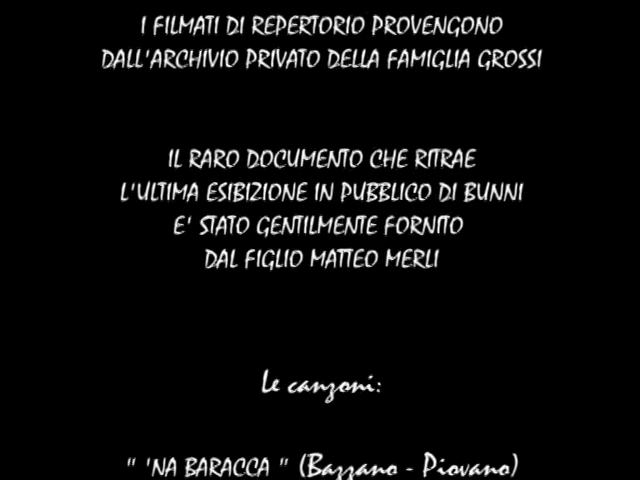 I FILMATI DI REPERTORIO PROVENGONO
DALL'ARCHIVIO PRIVATO DELLA FAMIGLIA GROSSI
IL RARO DOCUMENTO CHE RITRAE
L'ULTIMA ESIBIZIONE IN PUBBLICO DI BUNNI
E' STATO GENTILMENTE FORNITO
DAL FIGLIO MATTEO MERLI
Le canzoni:
" 'NA BARACCA " (Bazzano - Piovano)